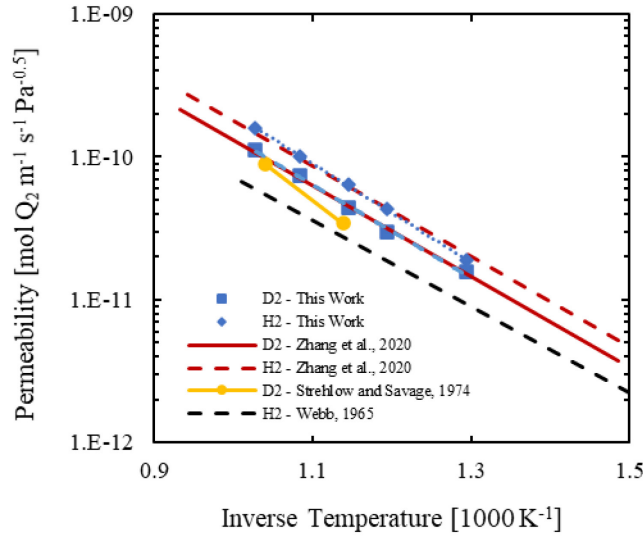 1.E-09
1.E-10
1.E-11
1.E-12
Permeability [mol Q₂ m⁻¹ s⁻¹ Pa⁻⁰·⁵]
D2 - This Work
H2 - This Work
D2 - Zhang et al., 2020
H2 - Zhang et al., 2020
D2 - Strehlow and Savage, 1974
H2 - Webb, 1965
0.9 1.1 1.3 1.5
Inverse Temperature [1000 K⁻¹]